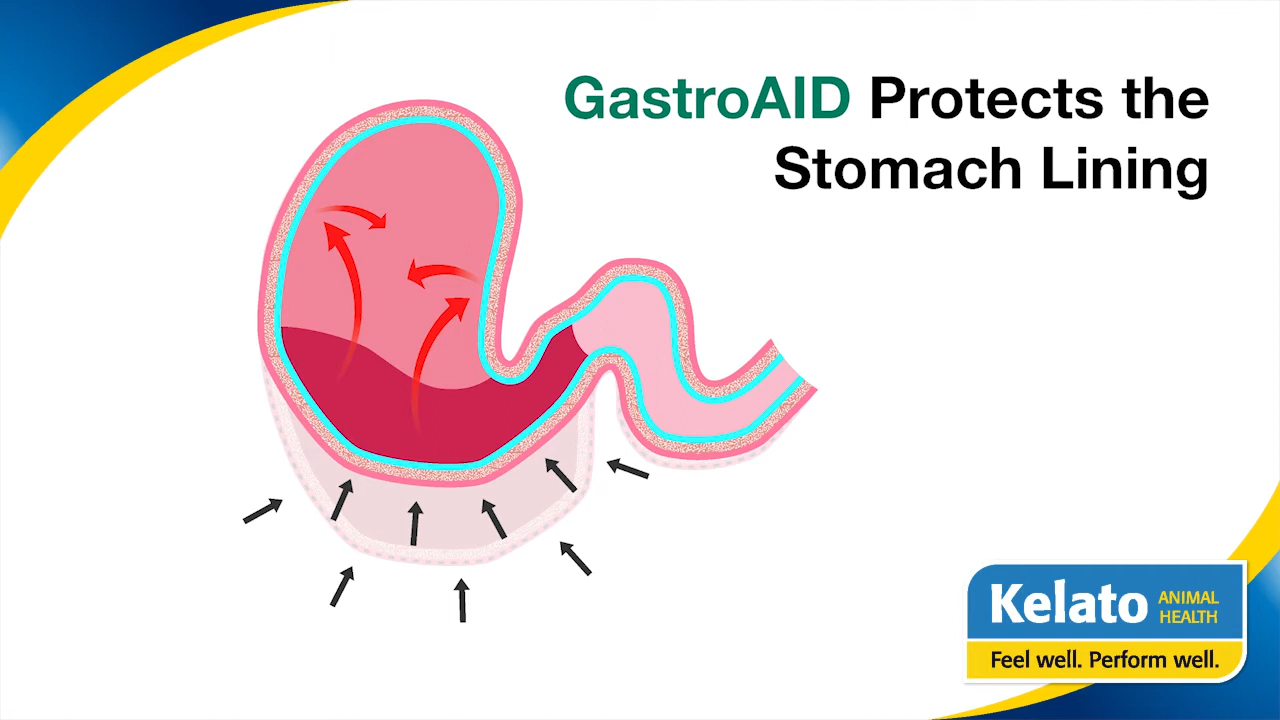 GastroAID Protects the
Stomach Lining
Kelato ANIMAL
HEALTH
Feel well. Perform well.